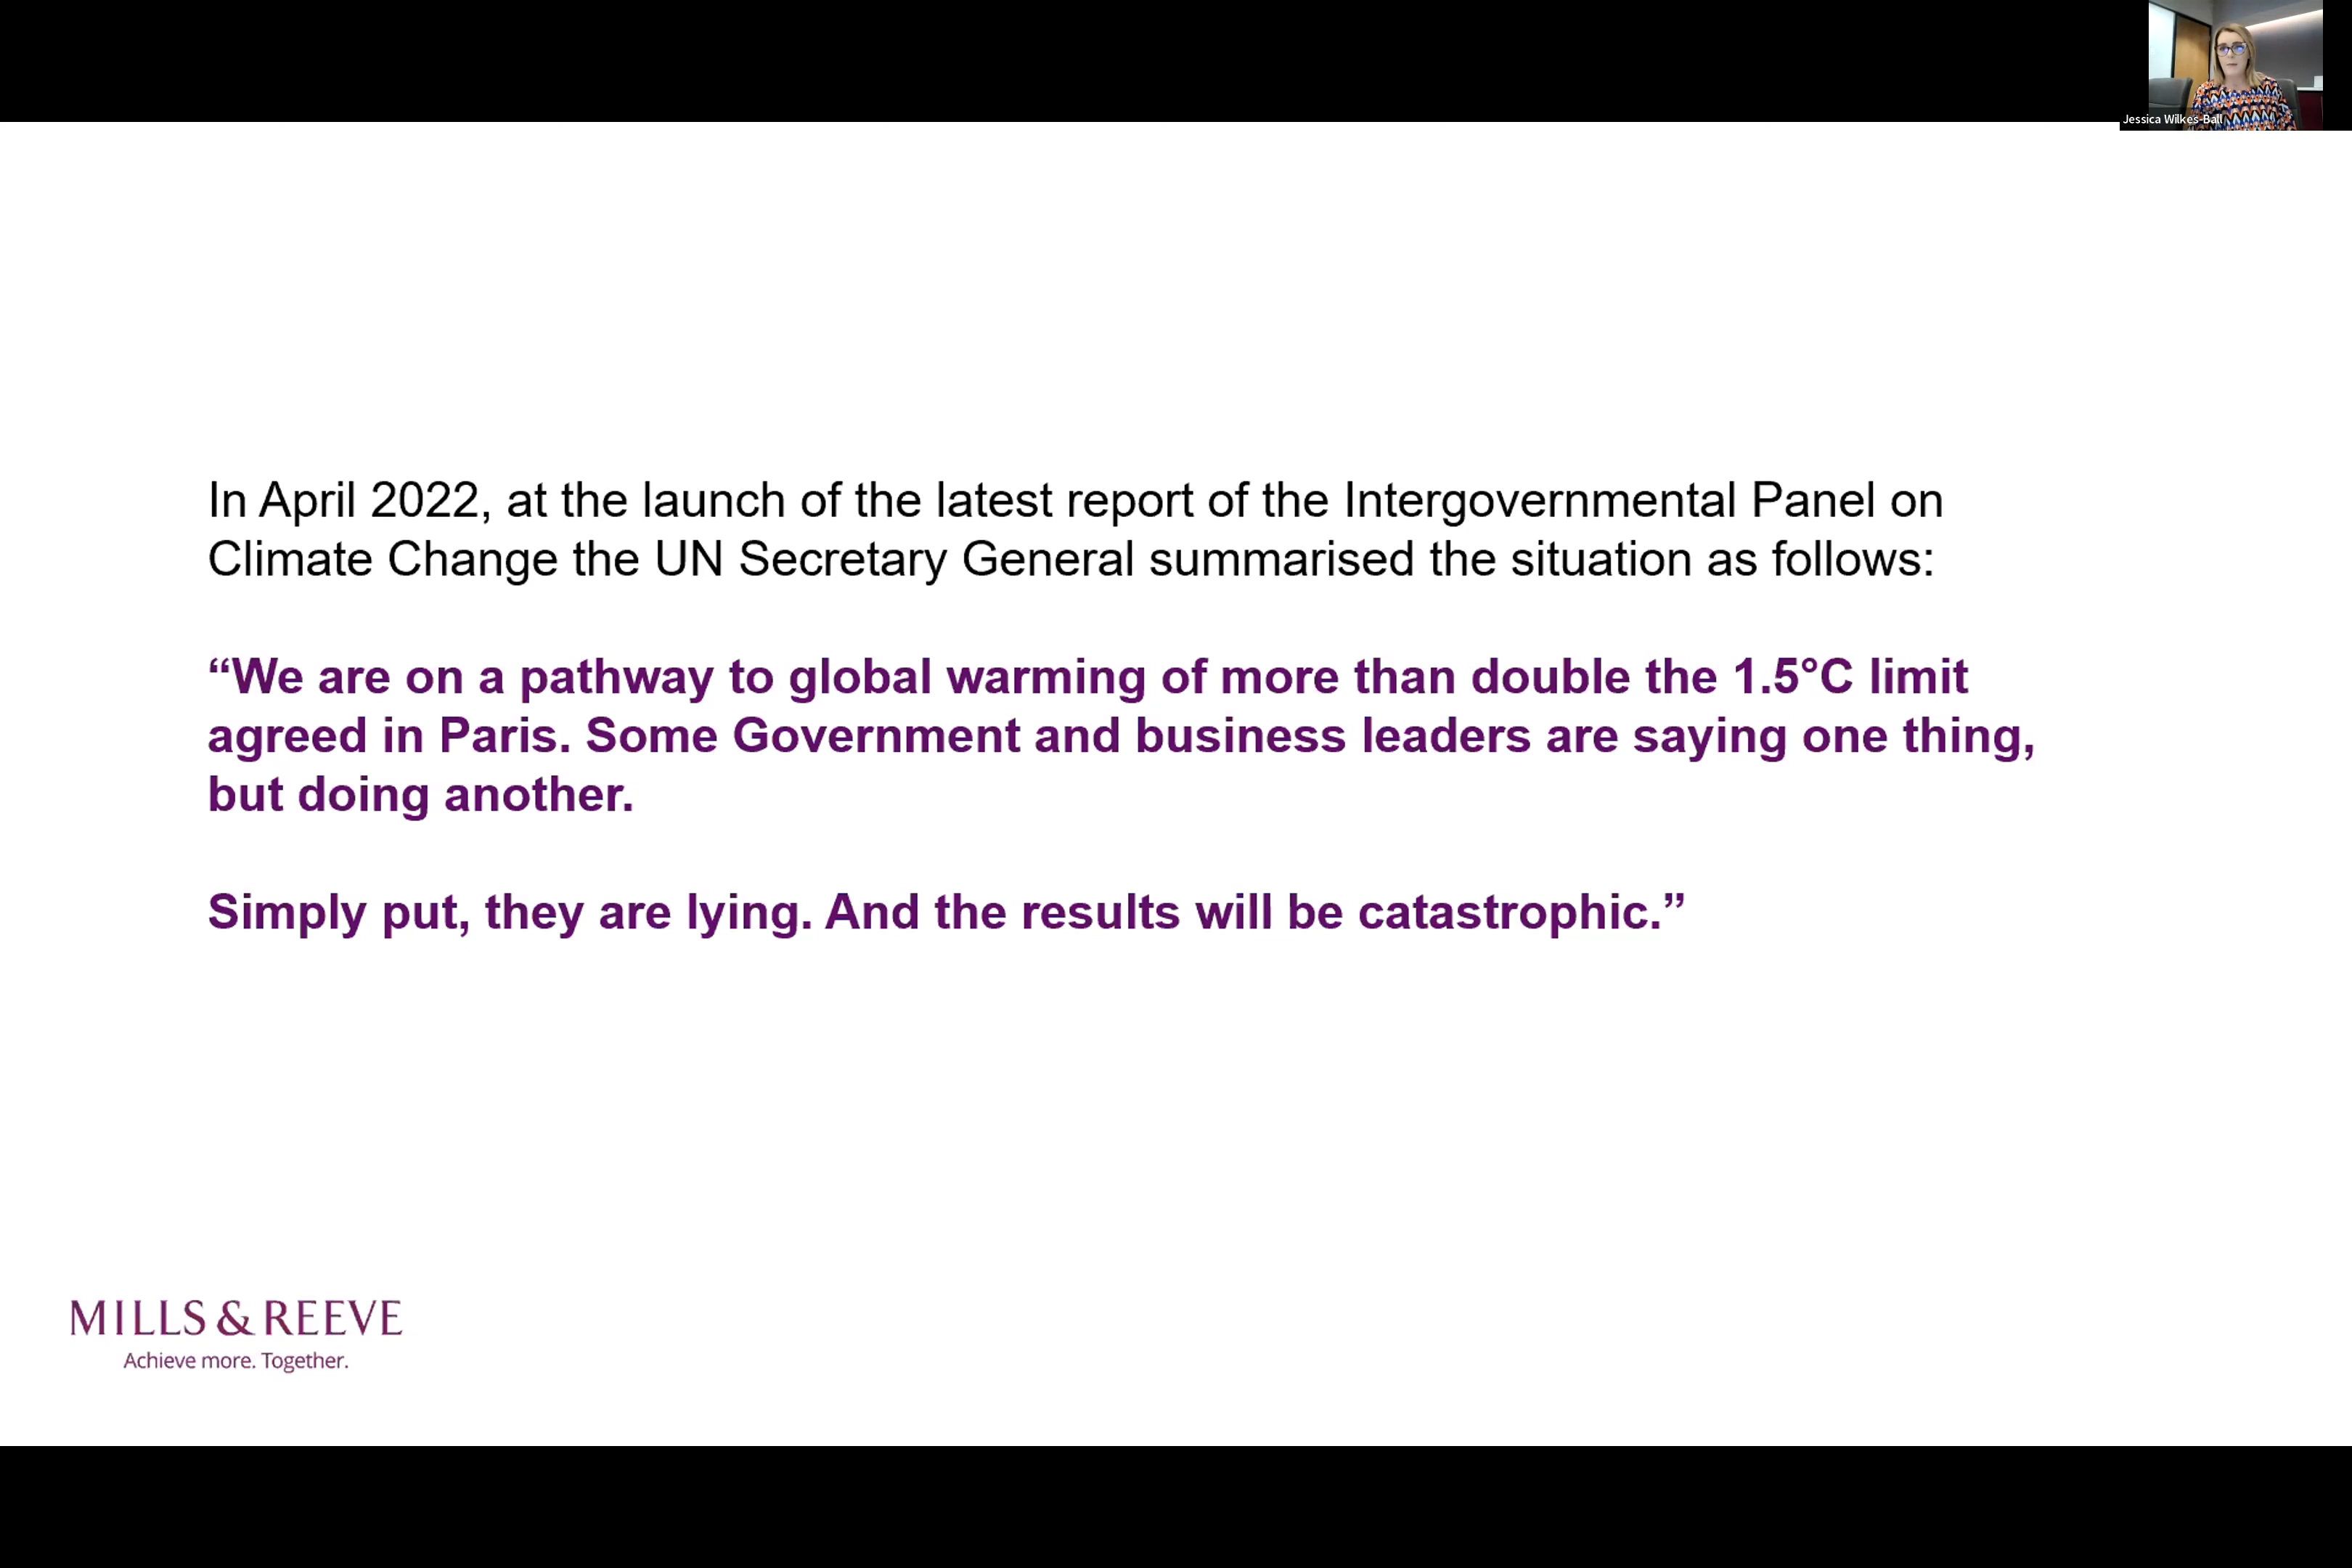 Jessica Wilkes-Ball
In April 2022, at the launch of the latest report of the Intergovernmental Panel on
Climate Change the UN Secretary General summarised the situation as follows:
“We are on a pathway to global warming of more than double the 1.5°C limit
agreed in Paris. Some Government and business leaders are saying one thing,
but doing another.
Simply put, they are lying. And the results will be catastrophic.”
MILLS & REEVE
Achieve more. Together.